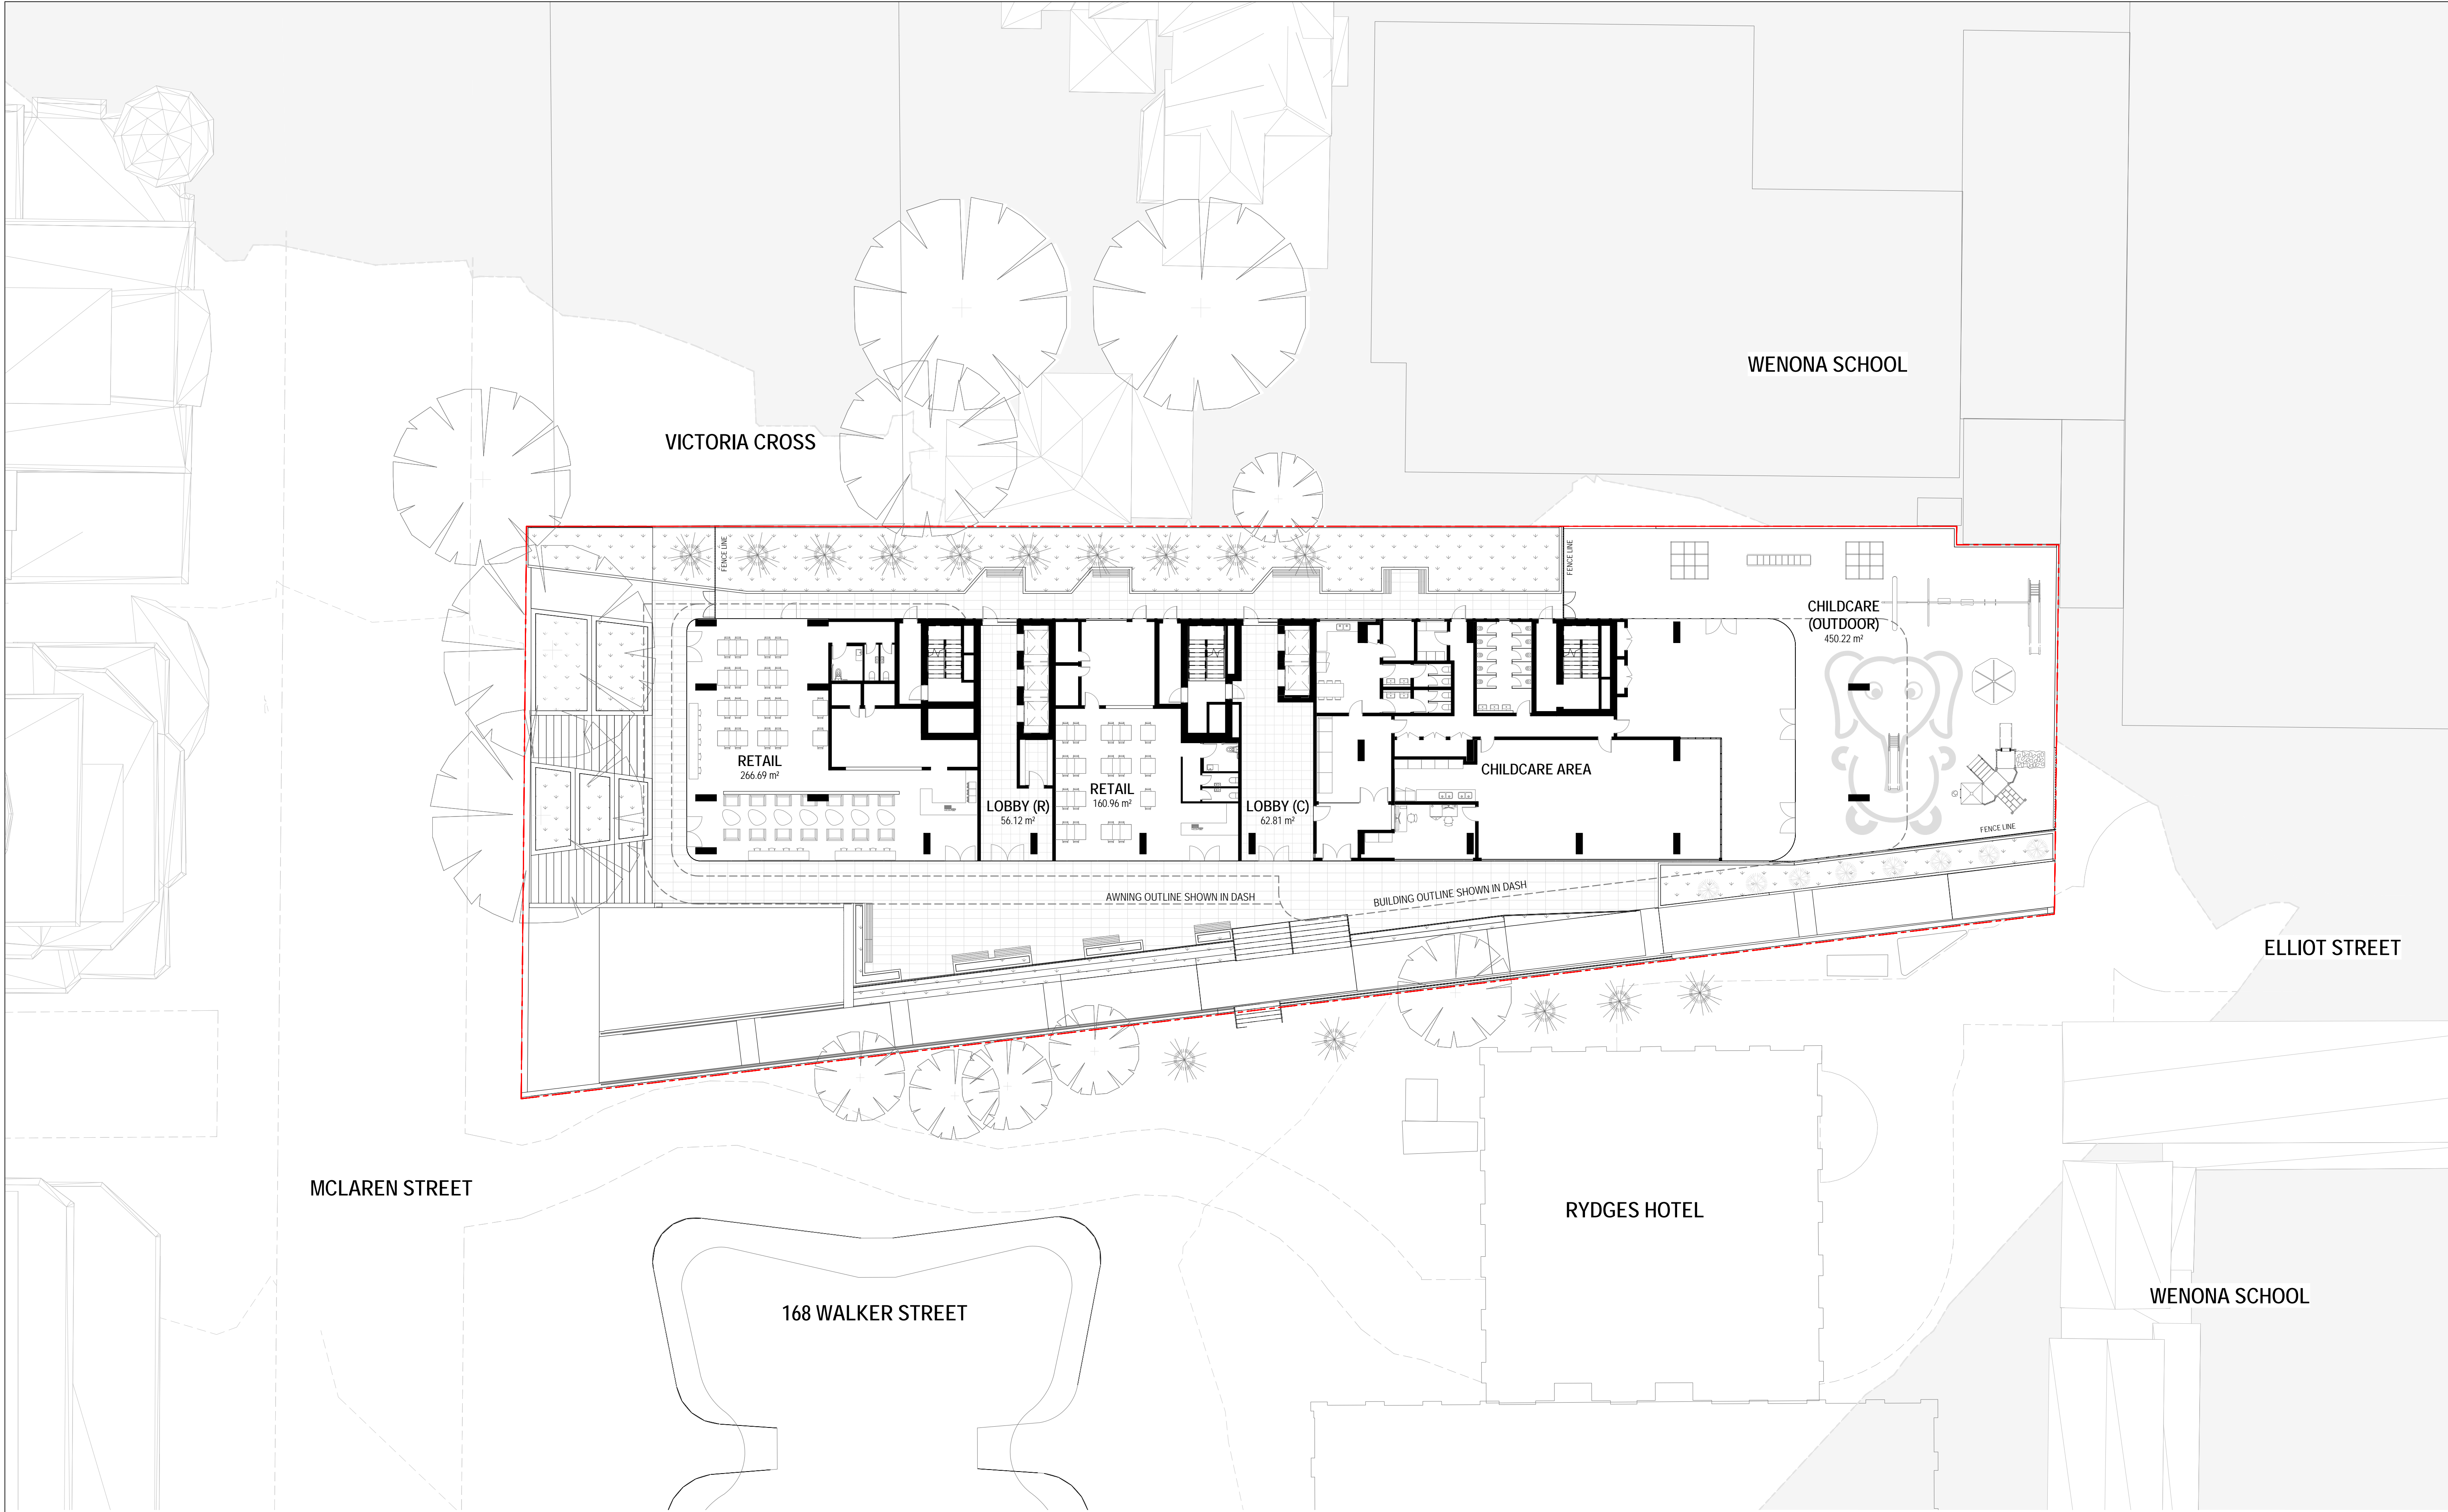 WENONA SCHOOL
VICTORIA CROSS
FENCE LINE
FENCE LINE
CHILDCARE
(OUTDOOR)
450.22 m²
RETAIL
266.69 m²
CHILDCARE AREA
RETAIL
160.96 m²
LOBBY (R)
56.12 m²
LOBBY (C)
62.81 m²
FENCE LINE
AWNING OUTLINE SHOWN IN DASH
BUILDING OUTLINE SHOWN IN DASH
ELLIOT STREET
MCLAREN STREET
RYDGES HOTEL
168 WALKER STREET
WENONA SCHOOL